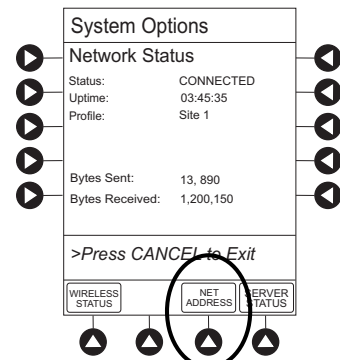 System Options
Network Status
Status: CONNECTED
Uptime: 03:45:35
Profile: Site 1
Bytes Sent: 13, 890
Bytes Received: 1,200,150
>Press CANCEL to Exit
WIRELESS STATUS
NET ADDRESS
SERVER STATUS